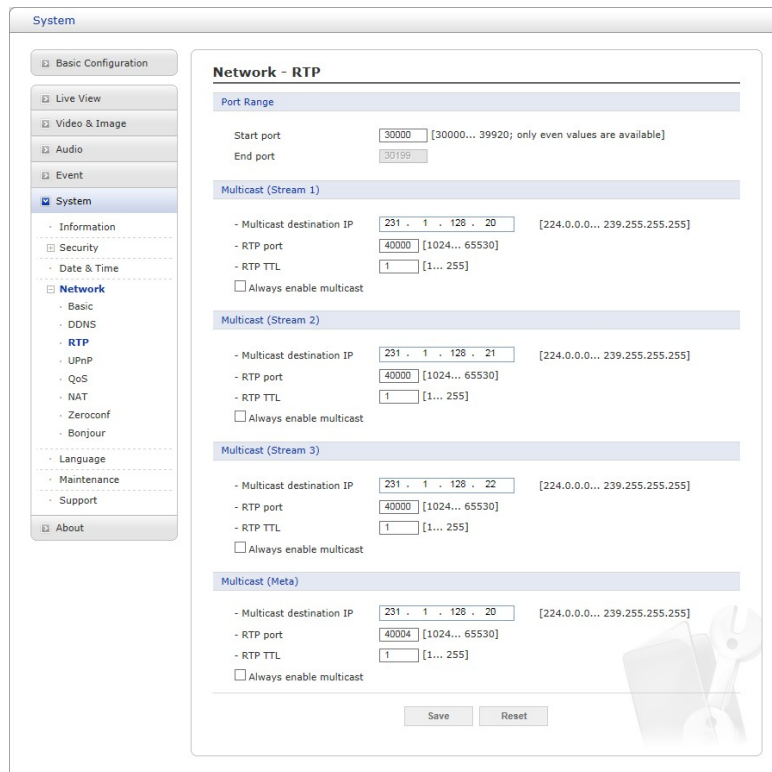 System
Basic Configuration
Live View
Video & Image
Audio
Event
System
Information
Security
Date & Time
Network
Basic
DDNS
RTP
UPnP
QoS
NAT
Zeroconf
Bonjour
Language
Maintenance
Support
About
Network - RTP
Port Range
Start port 30000 [30000... 39920; only even values are available]
End port 30199
Multicast (Stream 1)
- Multicast destination IP 231 . 1 . 128 . 20 [224.0.0.0... 239.255.255.255]
- RTP port 40000 [1024... 65530]
- RTP TTL 1 [1... 255]
Always enable multicast
Multicast (Stream 2)
- Multicast destination IP 231 . 1 . 128 . 21 [224.0.0.0... 239.255.255.255]
- RTP port 40000 [1024... 65530]
- RTP TTL 1 [1... 255]
Always enable multicast
Multicast (Stream 3)
- Multicast destination IP 231 . 1 . 128 . 22 [224.0.0.0... 239.255.255.255]
- RTP port 40000 [1024... 65530]
- RTP TTL 1 [1... 255]
Always enable multicast
Multicast (Meta)
- Multicast destination IP 231 . 1 . 128 . 20 [224.0.0.0... 239.255.255.255]
- RTP port 40004 [1024... 65530]
- RTP TTL 1 [1... 255]
Always enable multicast
Save Reset